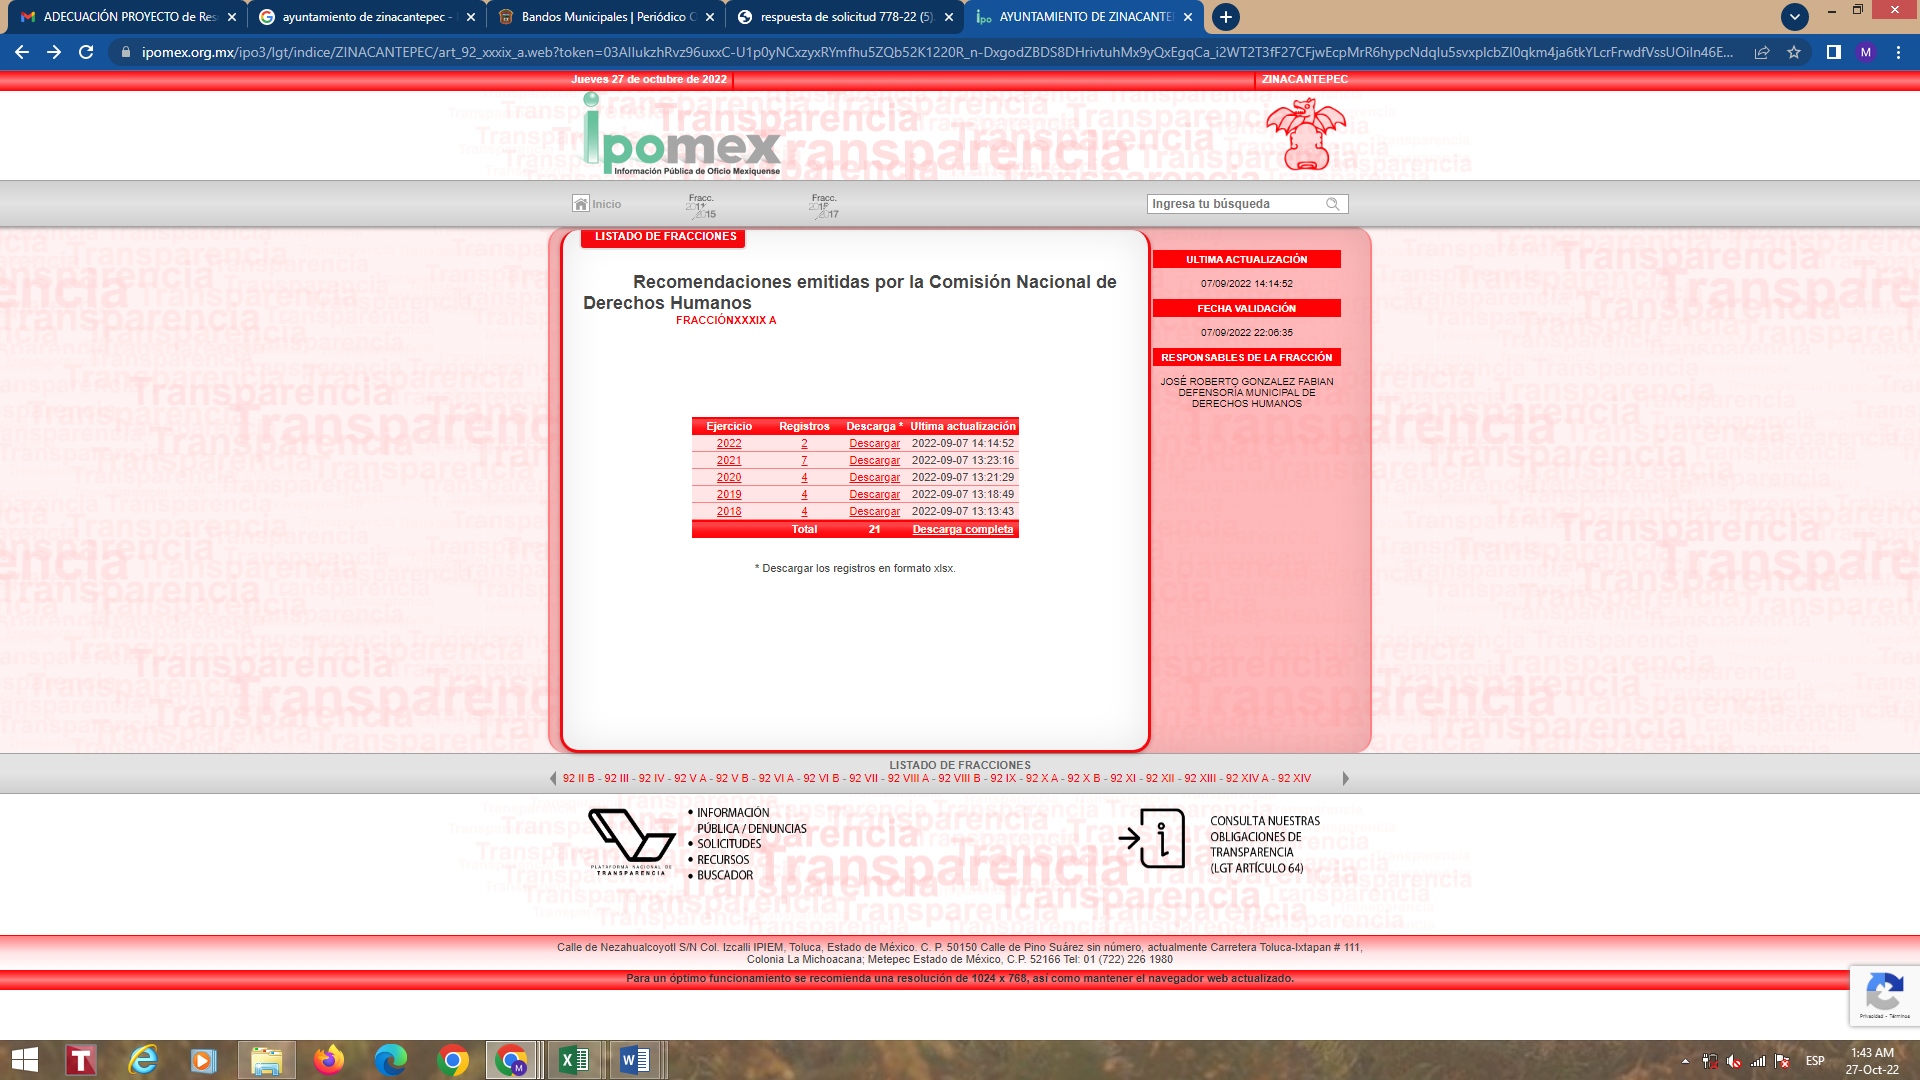 ADECUACIÓN PROYECTO de Res
ayuntamiento de zinacantepec -
Bandos Municipales | Periódico O
respuesta de solicitud 778-22 (5).
AYUNTAMIENTO DE ZINACANTE
ipomex.org.mx/ipo3/lgt/indice/ZINACANTEPEC/art_92_xxxix_a.web?token=
Jueves 27 de octubre de 2022
ZINACANTEPEC
ipomex
Información Pública de Oficio Mexiquense
Inicio
Fracc.
2015
Fracc.
2017
Ingresa tu búsqueda
LISTADO DE FRACCIONES
Recomendaciones emitidas por la Comisión Nacional de
Derechos Humanos
FRACCIÓNXXXIX A
Ejercicio Registros Descarga * Ultima actualización
2022 2 Descargar 2022-09-07 14:14:52
2021 7 Descargar 2022-09-07 13:23:16
2020 4 Descargar 2022-09-07 13:21:29
2019 4 Descargar 2022-09-07 13:18:49
2018 4 Descargar 2022-09-07 13:13:43
Total 21 Descarga completa
* Descargar los registros en formato xlsx.
ULTIMA ACTUALIZACIÓN
07/09/2022 14:14:52
FECHA VALIDACIÓN
07/09/2022 22:06:35
RESPONSABLES DE LA FRACCIÓN
JOSÉ ROBERTO GONZALEZ FABIAN
DEFENSORÍA MUNICIPAL DE
DERECHOS HUMANOS
LISTADO DE FRACCIONES
92 II B - 92 III - 92 IV - 92 V A - 92 V B - 92 VI A - 92 VI B - 92 VII - 92 VIII A - 92 VIII B - 92 IX - 92 X A - 92 X B - 92 XI - 92 XII - 92 XIII - 92 XIV A - 92 XIV
PLATAFORMA NACIONAL DE
TRANSPARENCIA
• INFORMACIÓN
PÚBLICA / DENUNCIAS
• SOLICITUDES
• RECURSOS
• BUSCADOR
CONSULTA NUESTRAS
OBLIGACIONES DE
TRANSPARENCIA
(LGT ARTÍCULO 64)
Calle de Nezahualcoyotl S/N Col. Izcalli IPIEM, Toluca, Estado de México. C. P. 50150 Calle de Pino Suárez sin número, actualmente Carretera Toluca-Ixtapan # 111,
Colonia La Michoacana; Metepec Estado de México, C.P. 52166 Tel: 01 (722) 226 1980
Para un óptimo funcionamiento se recomienda una resolución de 1024 x 768, así como mantener el navegador web actualizado.
Privacidad - Términos
ESP
1:43 AM
27-Oct-22